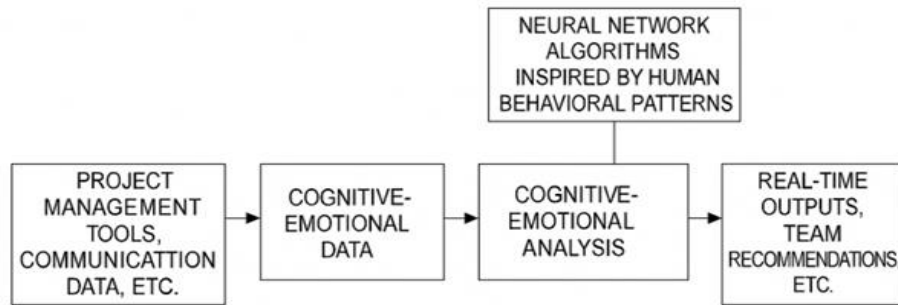 NEURAL NETWORK
ALGORITHMS
INSPIRED BY HUMAN
BEHAVIORAL PATTERNS
PROJECT
MANAGEMENT
TOOLS,
COMMUNICATTION
DATA, ETC.
COGNITIVE-
EMOTIONAL
DATA
COGNITIVE-
EMOTIONAL
ANALYSIS
REAL-TIME
OUTPUTS,
TEAM
RECOMMENDATIONS,
ETC.